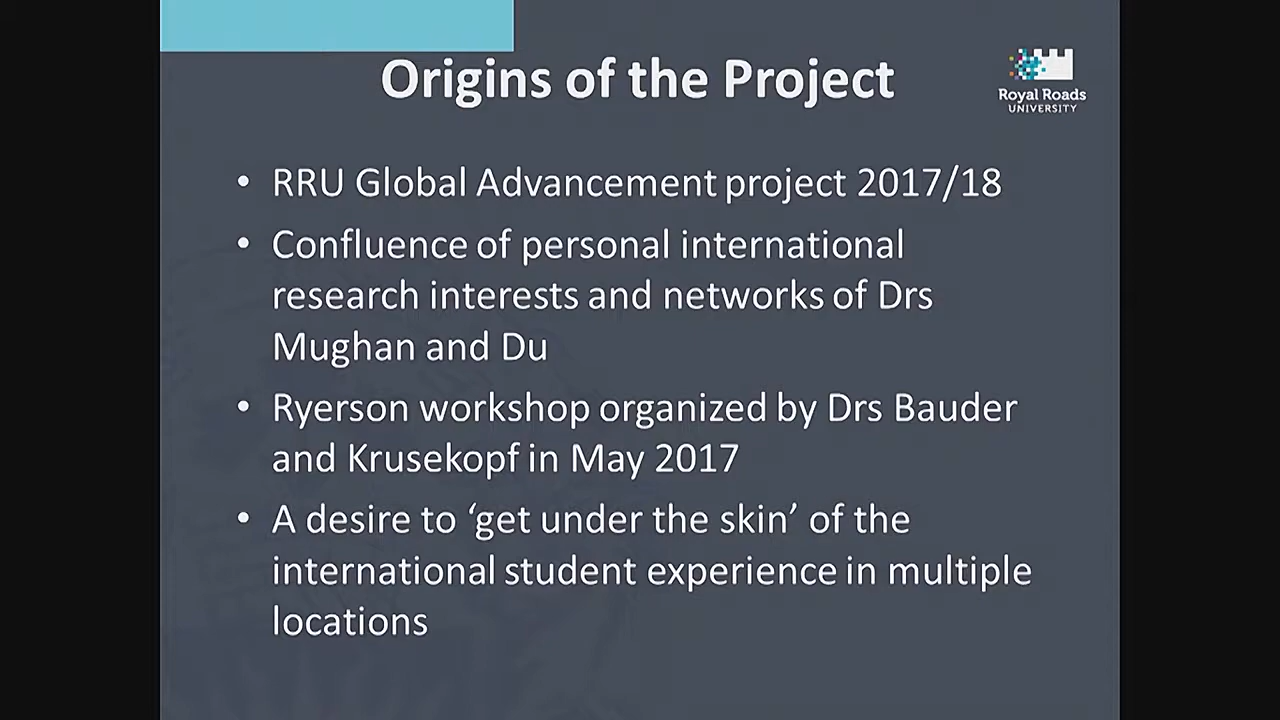 Origins of the Project
Royal Roads
UNIVERSITY
• RRU Global Advancement project 2017/18
• Confluence of personal international
research interests and networks of Drs
Mughan and Du
• Ryerson workshop organized by Drs Bauder
and Krusekopf in May 2017
• A desire to ‘get under the skin’ of the
international student experience in multiple
locations